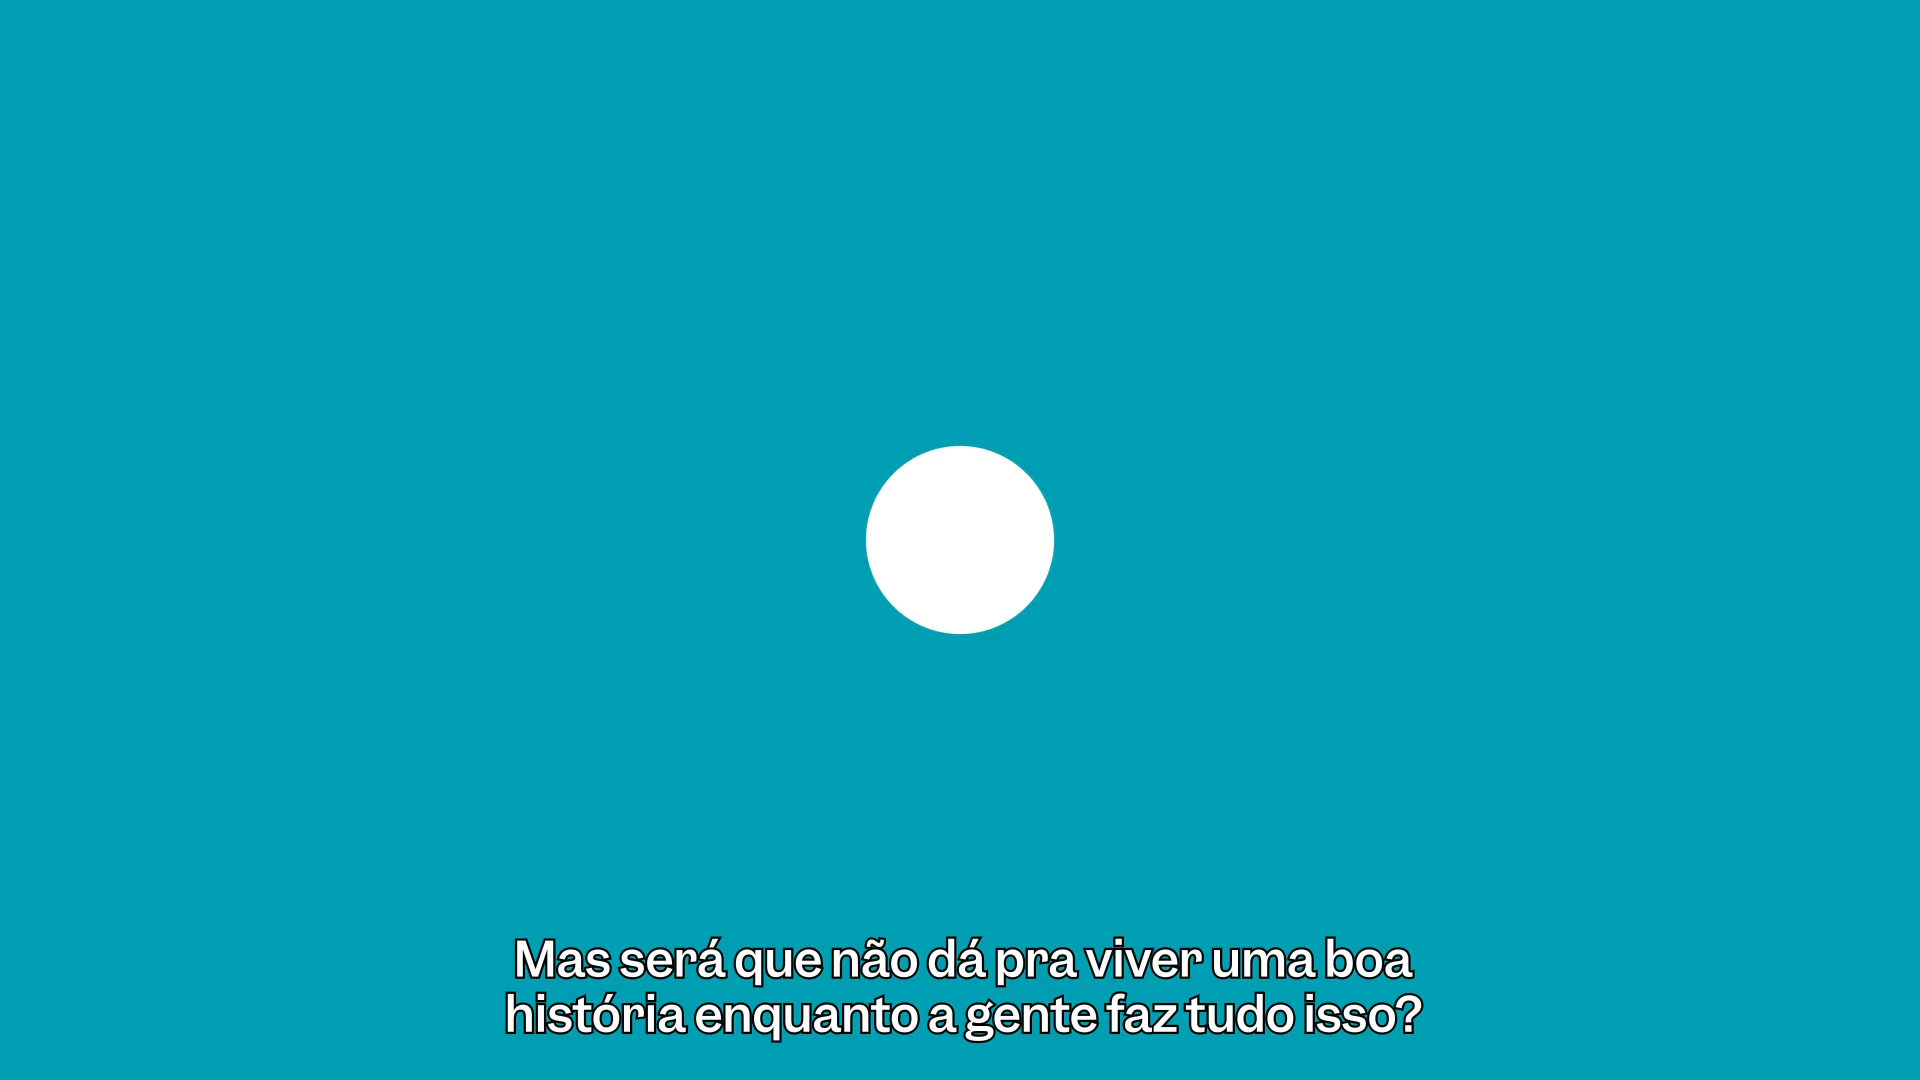 Mas será que não dá pra viver uma boa
história enquanto a gente faz tudo isso?